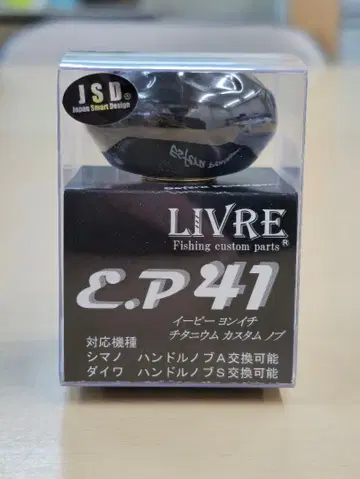 JSD®
Japan Smart Design
LIVRE®
Fishing custom parts
E.P 41
イーピー ヨンイチ
チタニウム カスタム ノブ
対応機種
シマノ ハンドルノブA交換可能
ダイワ ハンドルノブS交換可能